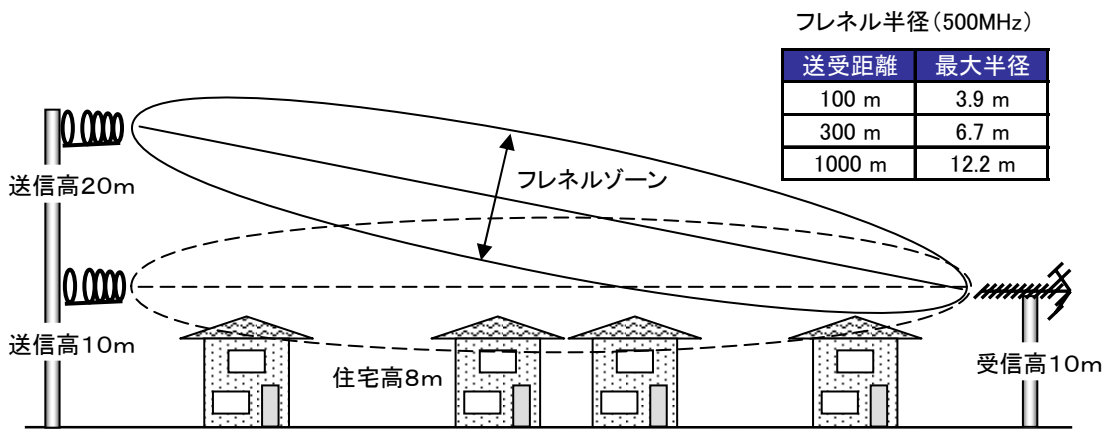 フレネル半径(500MHz)
送受距離 最大半径
100 m 3.9 m
300 m 6.7 m
1000 m 12.2 m
送信高20m
フレネルゾーン
送信高10m
住宅高8m
受信高10m